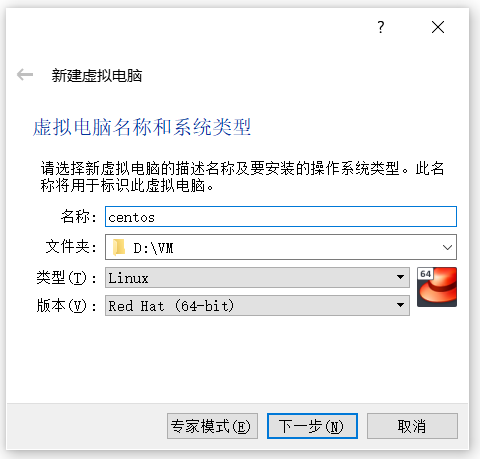 ?
新建虚拟电脑
虚拟电脑名称和系统类型
请选择新虚拟电脑的描述名称及要安装的操作系统类型。此名
称将用于标识此虚拟电脑。
名称: centos
文件夹: D:\VM
类型(T): Linux
64
版本(V): Red Hat (64-bit)
专家模式(E) 下一步(N) 取消